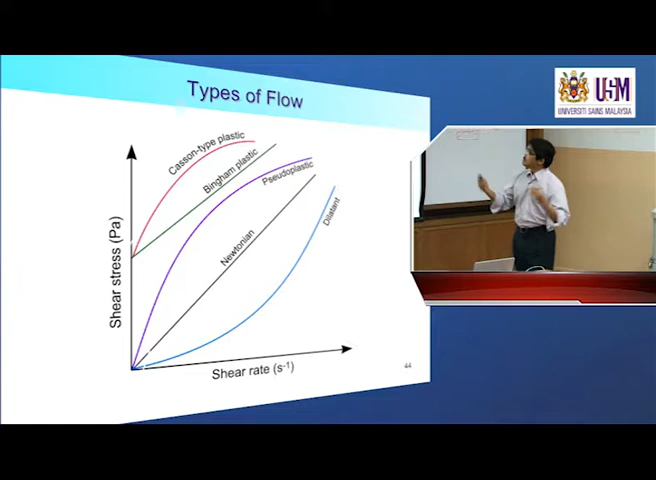 Types of Flow
USM
UNIVERSITI SAINS MALAYSIA
Casson-type plastic
Bingham plastic
Pseudoplastic
Newtonian
Dilatant
Shear stress (Pa)
Shear rate (s⁻¹)
44